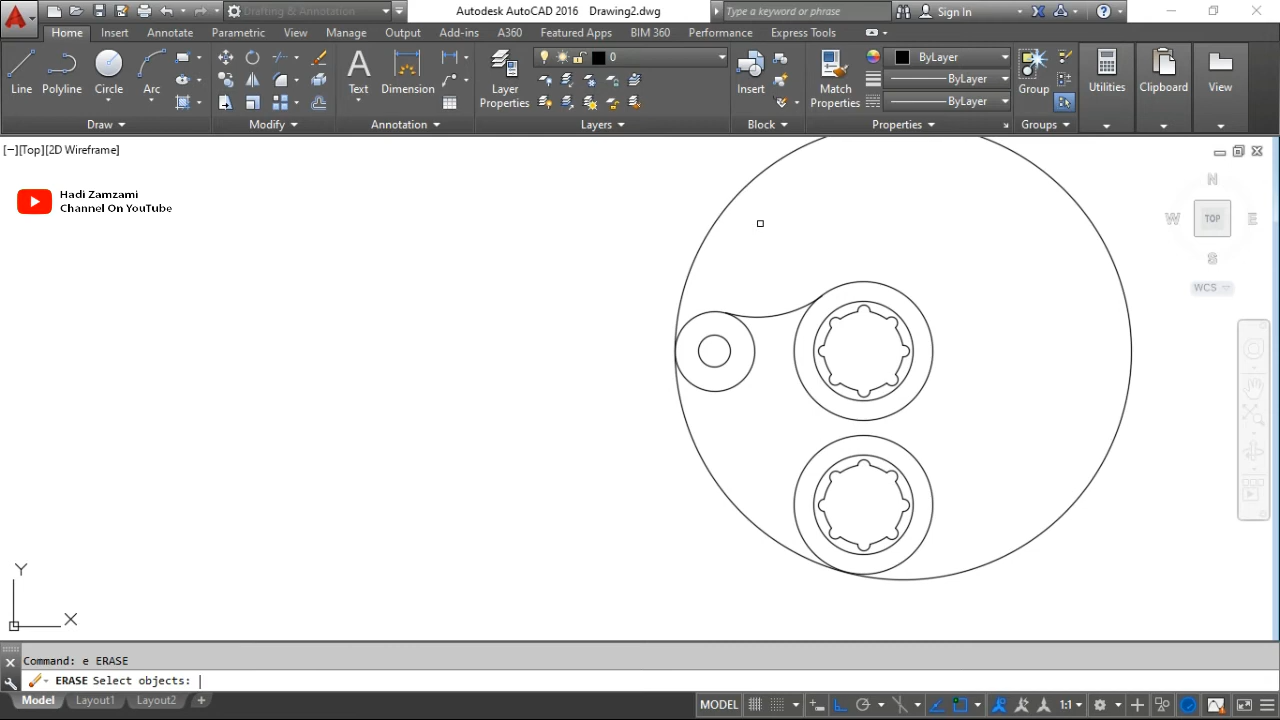 Drafting & Annotation
Autodesk AutoCAD 2016 Drawing2.dwg
Type a keyword or phrase
Sign In
Home Insert Annotate Parametric View Manage Output Add-ins A360 Featured Apps BIM 360 Performance Express Tools
Line Polyline Circle Arc
Draw
Modify
Text Dimension
Annotation
Layer Properties
0
Layers
Insert
Block
Match Properties
ByLayer
ByLayer
ByLayer
Properties
Group
Groups
Utilities
Clipboard
View
[−][Top][2D Wireframe]
Hadi Zamzami
Channel On YouTube
N
W TOP E
S
WCS
Y
X
Command: e ERASE
ERASE Select objects:
Model Layout1 Layout2 +
MODEL
1:1